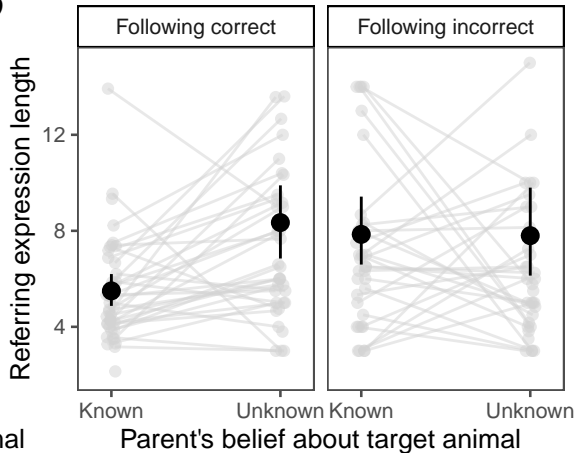 Following correct
Following incorrect
Referring expression length
12
8
4
Known
Unknown
Known
Unknown
Parent's belief about target animal